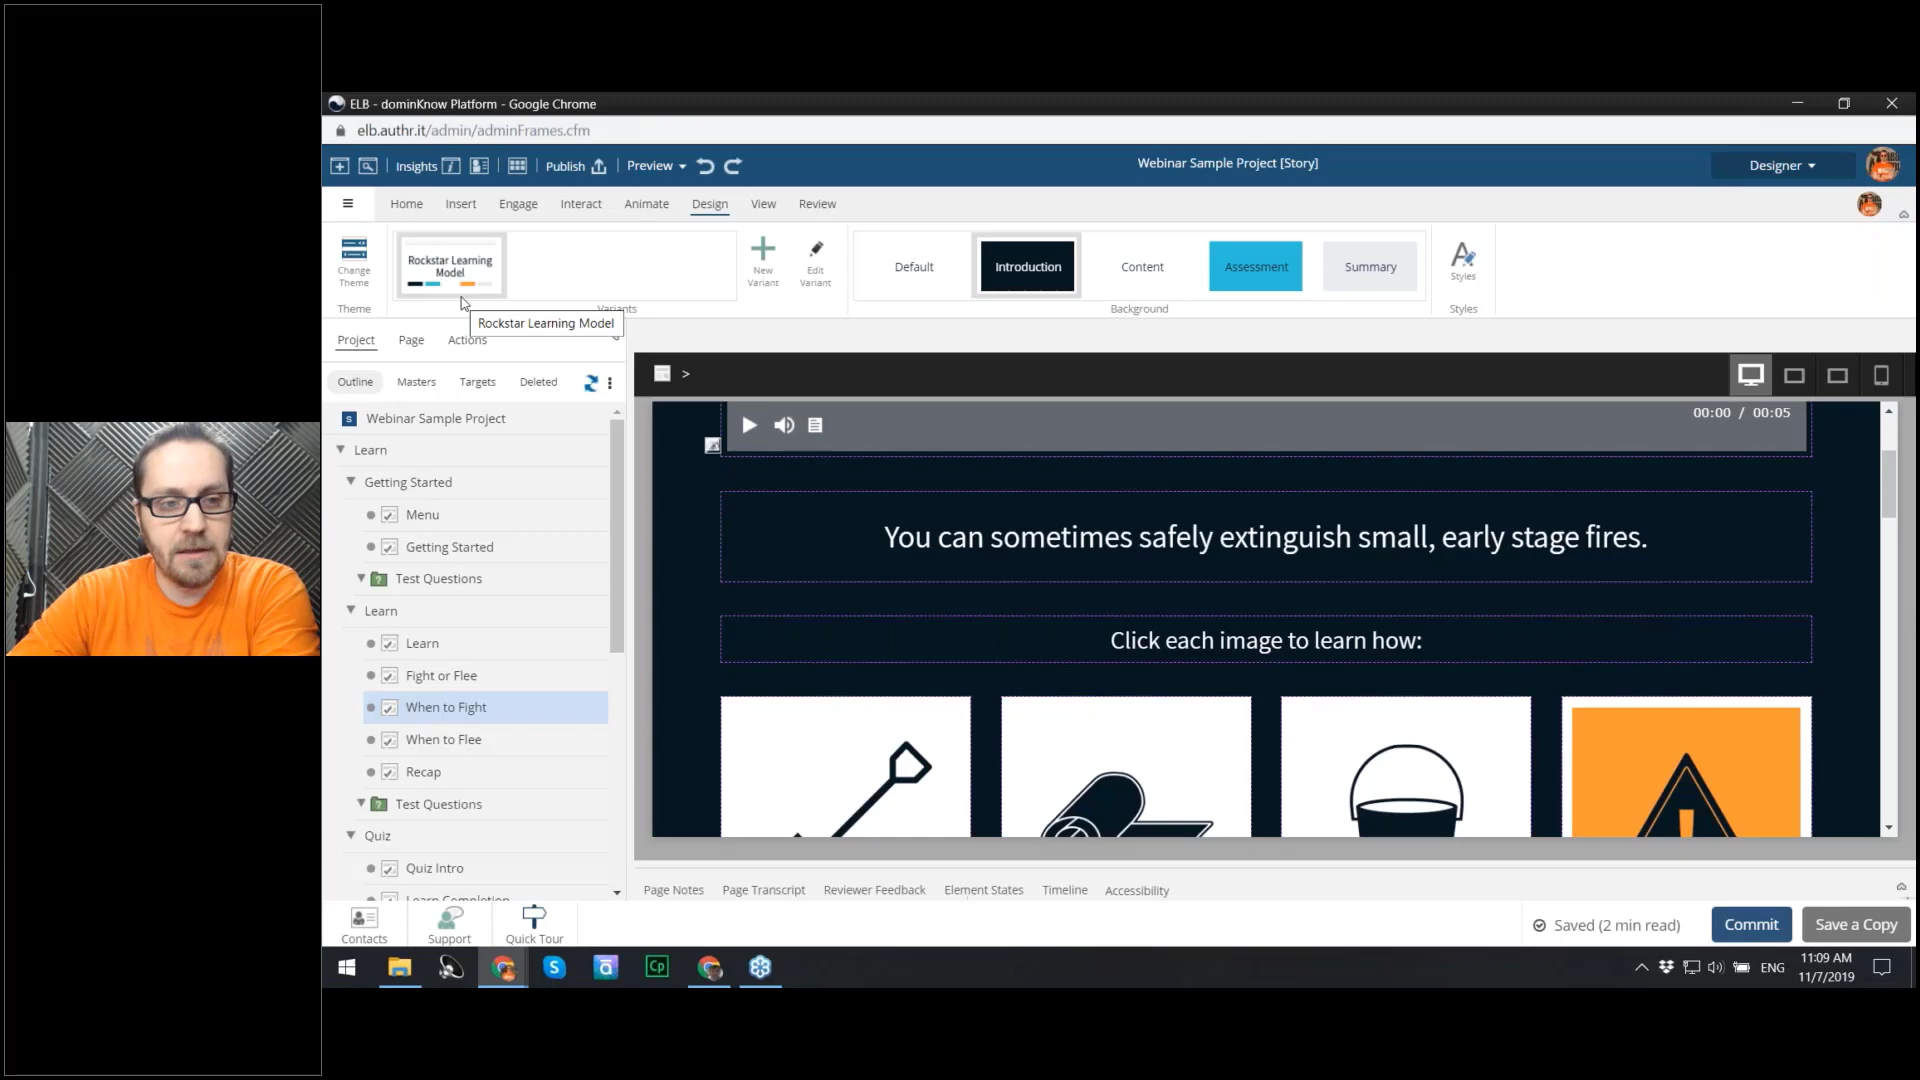 ELB - dominKnow Platform - Google Chrome
elb.authr.it/admin/adminFrames.cfm
Insights Publish Preview Webinar Sample Project [Story] Designer
Home Insert Engage Interact Animate Design View Review
Change Theme
Theme
Rockstar Learning Model
New Variant
Edit Variant
Variants
Default Introduction Content Assessment Summary
Background
Styles
Styles
Rockstar Learning Model
Project Page Actions
Outline Masters Targets Deleted
S Webinar Sample Project
Learn
Getting Started
Menu
Getting Started
Test Questions
Learn
Learn
Fight or Flee
When to Fight
When to Flee
Recap
Test Questions
Quiz
Quiz Intro
Learn Completion
>
00:00 / 00:05
You can sometimes safely extinguish small, early stage fires.
Click each image to learn how:
Page Notes Page Transcript Reviewer Feedback Element States Timeline Accessibility
Contacts Support Quick Tour
Saved (2 min read) Commit Save a Copy
S a Cp
ENG
11:09 AM
11/7/2019